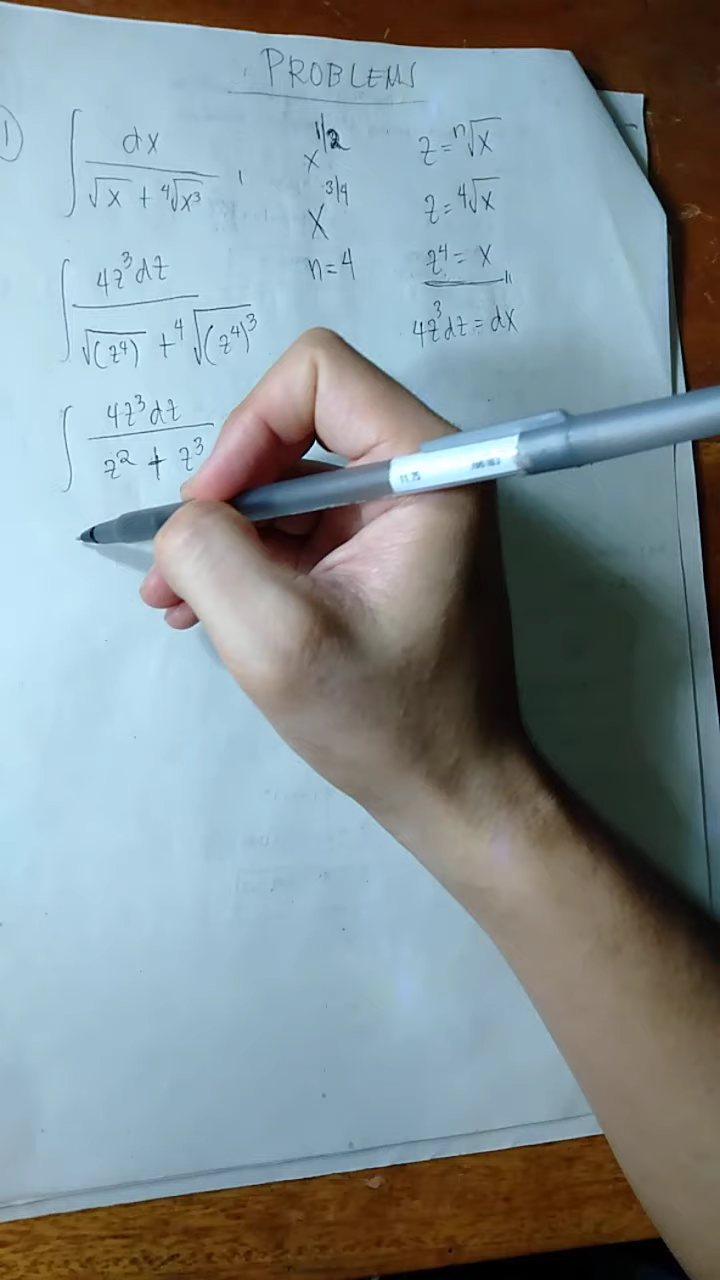 PROBLEMS
1 ∫ dx / (√x + ⁴√x³) , x^1/2 z = ⁿ√x
x^3/4 z = ⁴√x
∫ 4z³dz / (√(z⁴) + ⁴√(z⁴)³) n=4 z⁴ = x
4z³dz = dx
∫ 4z³dz / (z² + z³)